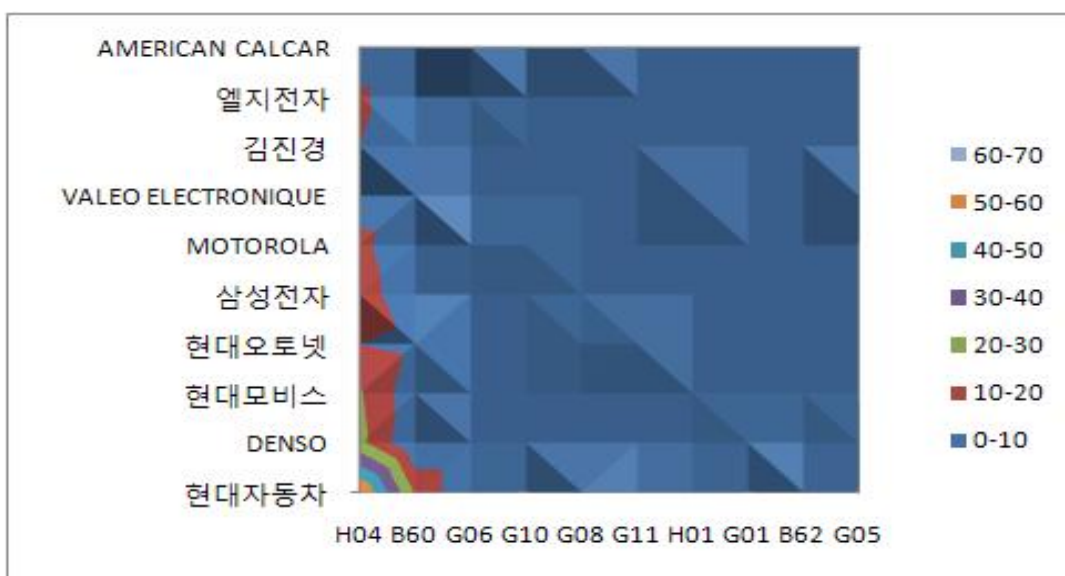 AMERICAN CALCAR
엘지전자
김진경
VALEO ELECTRONIQUE
MOTOROLA
삼성전자
현대오토넷
현대모비스
DENSO
현대자동차
H04 B60 G06 G10 G08 G11 H01 G01 B62 G05
60-70
50-60
40-50
30-40
20-30
10-20
0-10